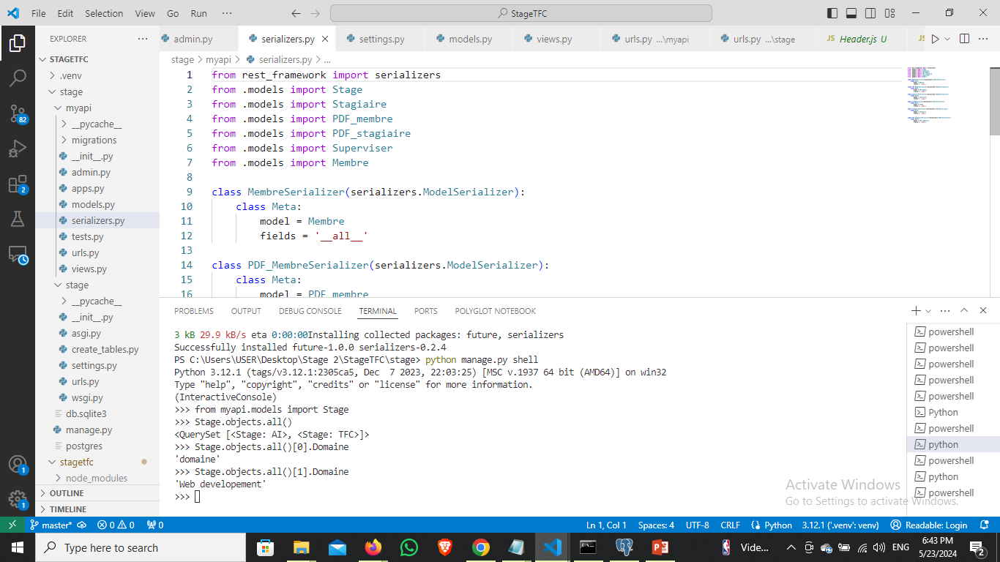 File Edit Selection View Go Run ··· StageTFC
EXPLORER ···
admin.py serializers.py settings.py models.py views.py urls.py ...\myapi urls.py ...\stage JS Header.js U JS ···
STAGETFC
stage > myapi > serializers.py > ...
.venv
stage
myapi
__pycache__
migrations
__init__.py
admin.py
apps.py
models.py
serializers.py
tests.py
urls.py
views.py
stage
__pycache__
__init__.py
asgi.py
create_tables.py
settings.py
urls.py
wsgi.py
db.sqlite3
manage.py
postgres
stagetfc
node_modules
OUTLINE
TIMELINE
82
2
1
1
1 from rest_framework import serializers
2 from .models import Stage
3 from .models import Stagiaire
4 from .models import PDF_membre
5 from .models import PDF_stagiaire
6 from .models import Superviser
7 from .models import Membre
8
9 class MembreSerializer(serializers.ModelSerializer):
10 class Meta:
11 model = Membre
12 fields = '__all__'
13
14 class PDF_MembreSerializer(serializers.ModelSerializer):
15 class Meta:
16 model = PDF_membre
PROBLEMS OUTPUT DEBUG CONSOLE TERMINAL PORTS POLYGLOT NOTEBOOK ···
3 kB 29.9 kB/s eta 0:00:00Installing collected packages: future, serializers
Successfully installed future-1.0.0 serializers-0.2.4
PS C:\Users\USER\Desktop\Stage 2\StageTFC\stage> python manage.py shell
Python 3.12.1 (tags/v3.12.1:2305ca5, Dec  7 2023, 22:03:25) [MSC v.1937 64 bit (AMD64)] on win32
Type "help", "copyright", "credits" or "license" for more information.
(InteractiveConsole)
>>> from myapi.models import Stage
>>> Stage.objects.all()
<QuerySet [<Stage: AI>, <Stage: TFC>]>
>>> Stage.objects.all()[0].Domaine
'domaine'
>>> Stage.objects.all()[1].Domaine
'Web developement'
>>>
powershell
powershell
powershell
powershell
powershell
Python
powershell
python
powershell
python
powershell
Activate Windows
Go to Settings to activate Windows.
master* 0 0 0 Ln 1, Col 1 Spaces: 4 UTF-8 CRLF Python 3.12.1 ('.venv': venv) Readable: Login
Type here to search Vide... ENG 6:43 PM
5/23/2024 2